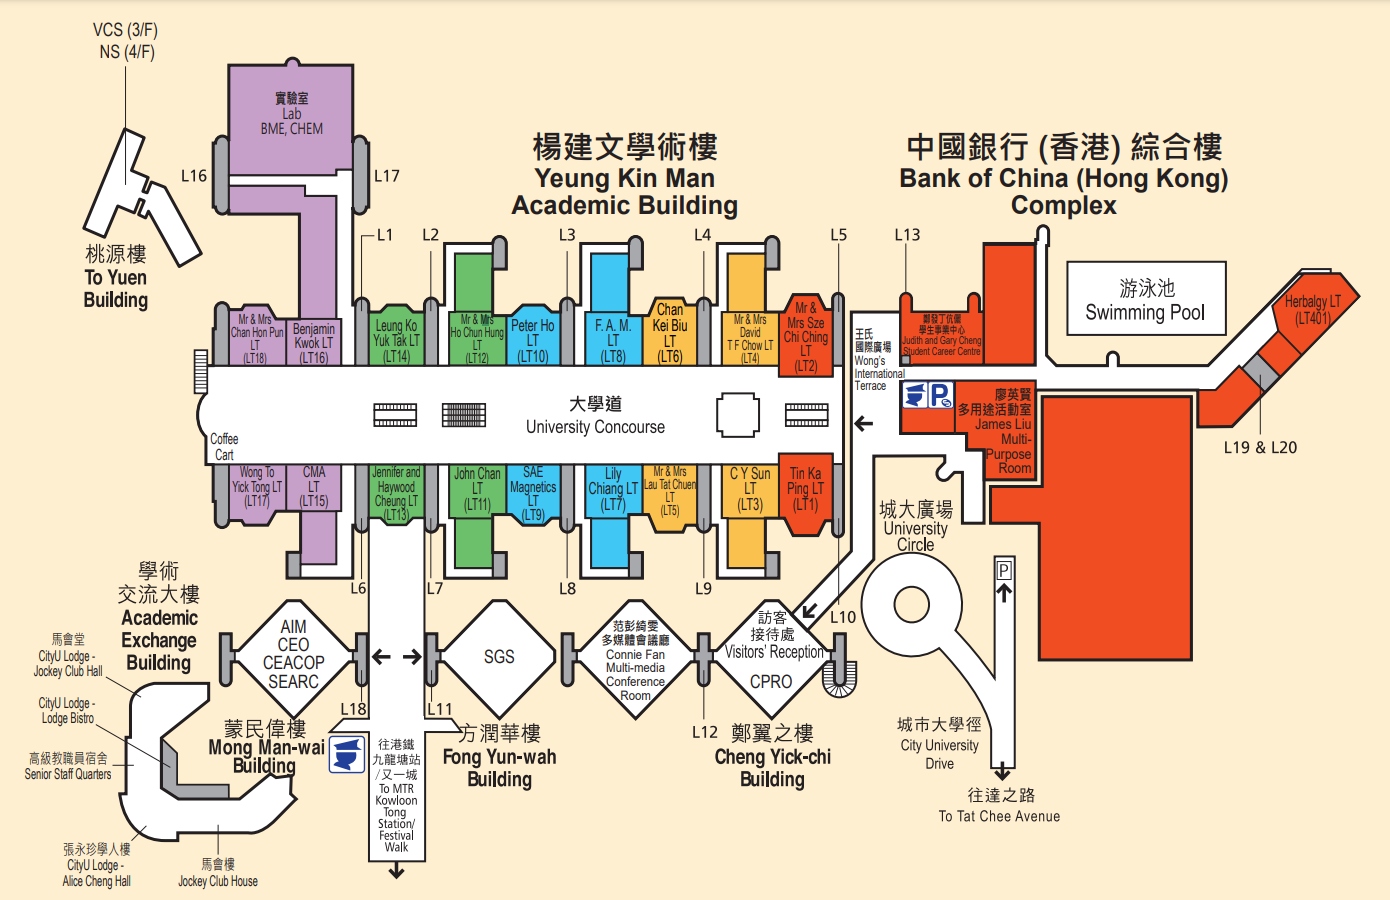 VCS (3/F)
NS (4/F)
實驗室
Lab
BME, CHEM
L16
L17
桃源樓
To Yuen
Building
楊建文學術樓
Yeung Kin Man
Academic Building
中國銀行 (香港) 綜合樓
Bank of China (Hong Kong)
Complex
L1
L2
L3
L4
L5
L13
游泳池
Swimming Pool
Herbalgy LT
(LT401)
Mr & Mrs
Chan Hon Pun
LT
(LT18)
Benjamin
Kwok LT
(LT16)
Leung Ko
Yuk Tak LT
(LT14)
Mr & Mrs
Ho Chun Hung
LT
(LT12)
Peter Ho
LT
(LT10)
F. A. M.
LT
(LT8)
Chan
Kei Biu
LT
(LT6)
Mr & Mrs
David
T F Chow LT
(LT4)
Mr &
Mrs Sze
Chi Ching
LT
(LT2)
王氏
國際廣場
Wong's
International
Terrace
鄭發丁伉儷
學生事業中心
Judith and Gary Cheng
Student Career Centre
P
廖英賢
多用途活動室
James Liu
Multi-
Purpose
Room
L19 & L20
大學道
University Concourse
Coffee
Cart
Wong To
Yick Tong LT
(LT17)
CMA
LT
(LT15)
Jennifer and
Haywood
Cheung LT
(LT13)
John Chan
LT
(LT11)
SAE
Magnetics
LT
(LT9)
Lily
Chiang LT
(LT7)
Mr & Mrs
Lau Tat Chuen
LT
(LT5)
C Y Sun
LT
(LT3)
Tin Ka
Ping LT
(LT1)
城大廣場
University
Circle
P
L6
L7
L8
L9
L10
學術
交流大樓
Academic
Exchange
Building
馬會堂
CityU Lodge -
Jockey Club Hall
CityU Lodge -
Lodge Bistro
高級教職員宿舍
Senior Staff Quarters
張永珍學人樓
CityU Lodge -
Alice Cheng Hall
馬會樓
Jockey Club House
AIM
CEO
CEACOP
SEARC
SGS
范彭綺雯
多媒體會議廳
Connie Fan
Multi-media
Conference
Room
訪客
接待處
Visitors' Reception
CPRO
L18
L11
L12
蒙民偉樓
Mong Man-wai
Building
往港鐵
九龍塘站
/又一城
To MTR
Kowloon
Tong
Station/
Festival
Walk
方潤華樓
Fong Yun-wah
Building
鄭翼之樓
Cheng Yick-chi
Building
城市大學徑
City University
Drive
往達之路
To Tat Chee Avenue